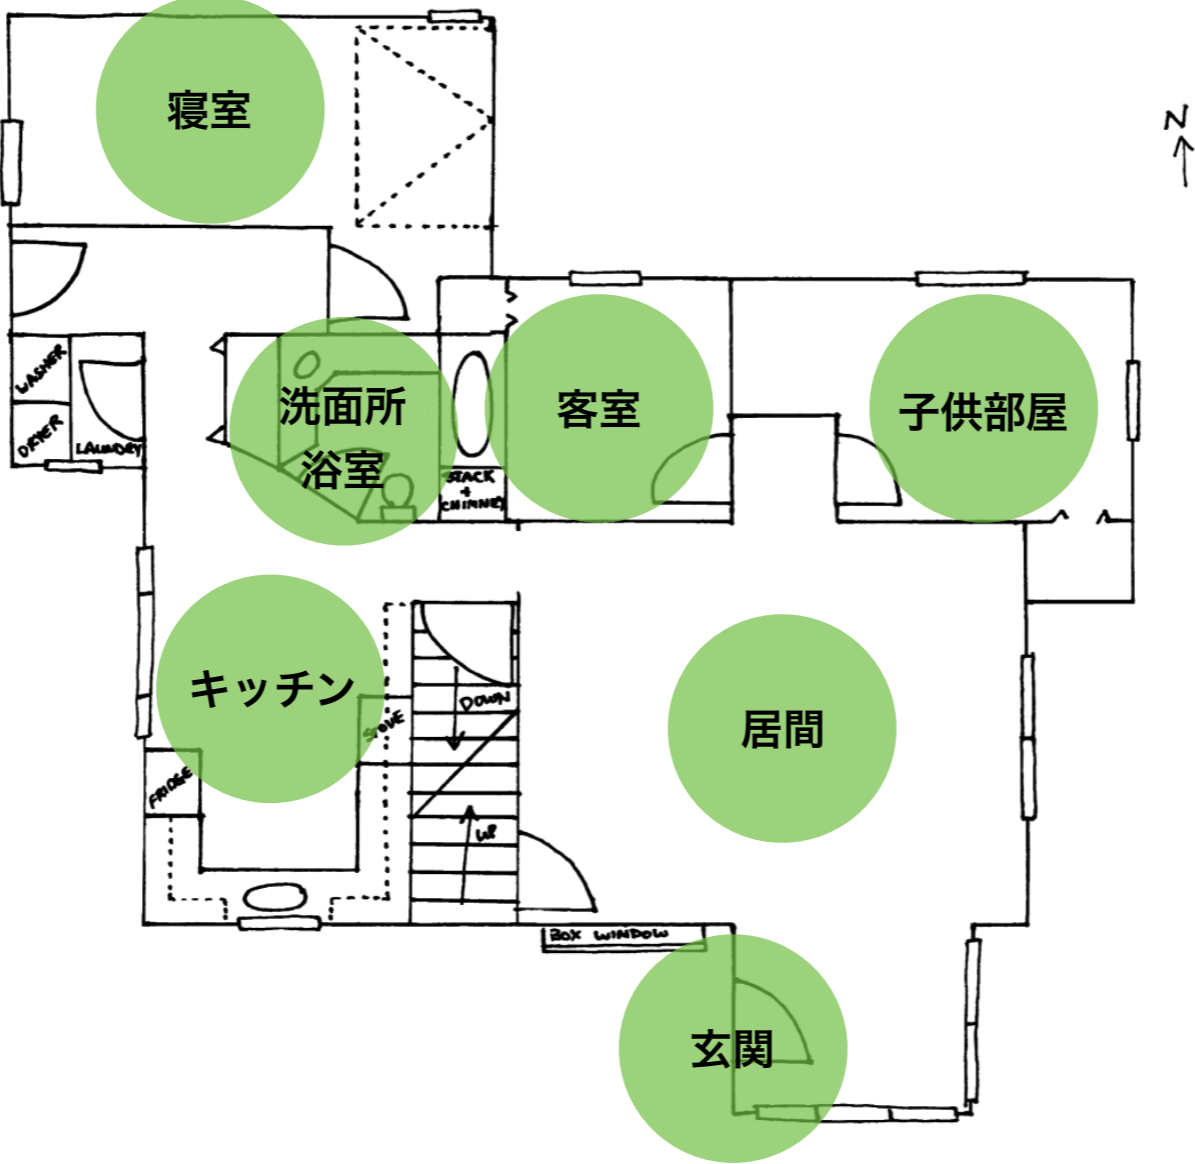 寝室
N
WASHER
DRYER
LAUNDRY
洗面所
浴室
STACK
+
CHIMNEY
客室
子供部屋
キッチン
STOVE
FRIDGE
DOWN
UP
居間
BOX WINDOW
玄関